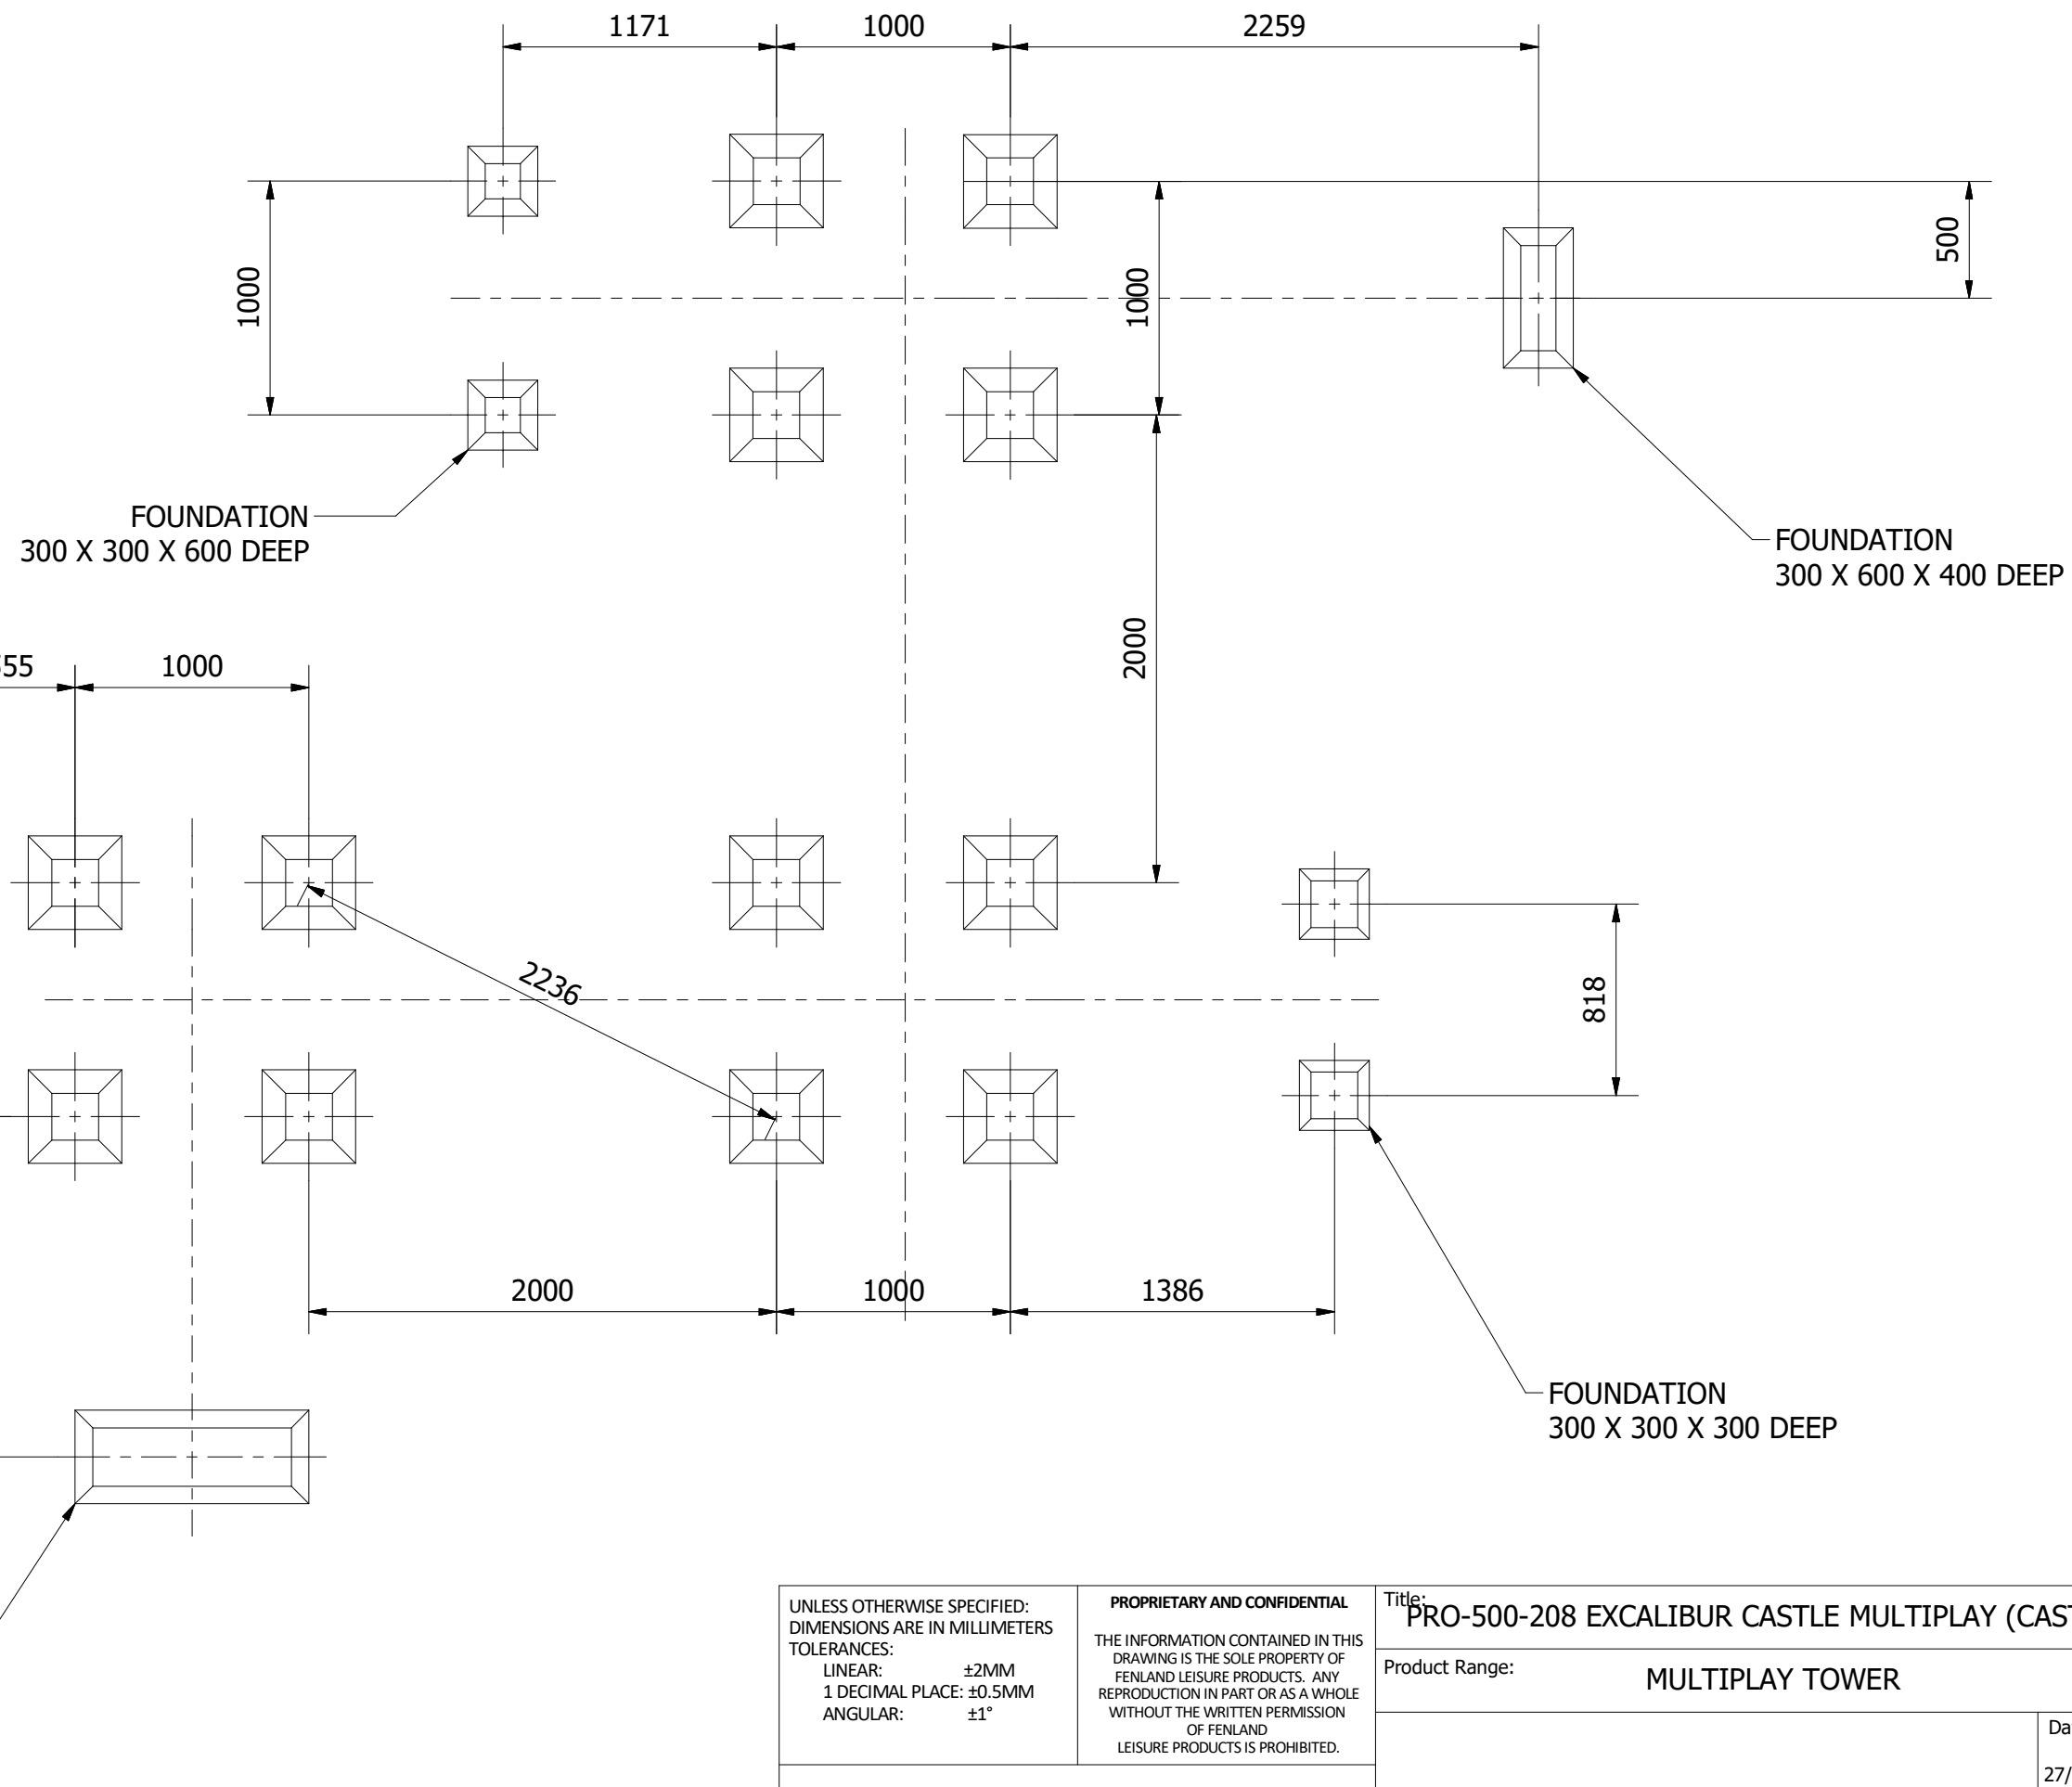 1171
1000
2259
1000
1000
500
FOUNDATION
300 X 300 X 600 DEEP
FOUNDATION
300 X 600 X 400 DEEP
2000
1000
2236
818
2000
1000
1386
FOUNDATION
300 X 300 X 300 DEEP
UNLESS OTHERWISE SPECIFIED:
DIMENSIONS ARE IN MILLIMETERS
TOLERANCES:
LINEAR: ±2MM
1 DECIMAL PLACE: ±0.5MM
ANGULAR: ±1°
PROPRIETARY AND CONFIDENTIAL
THE INFORMATION CONTAINED IN THIS
DRAWING IS THE SOLE PROPERTY OF
FENLAND LEISURE PRODUCTS. ANY
REPRODUCTION IN PART OR AS A WHOLE
WITHOUT THE WRITTEN PERMISSION
OF FENLAND
LEISURE PRODUCTS IS PROHIBITED.
Title:
PRO-500-208 EXCALIBUR CASTLE MULTIPLAY
Product Range:
MULTIPLAY TOWER
27/